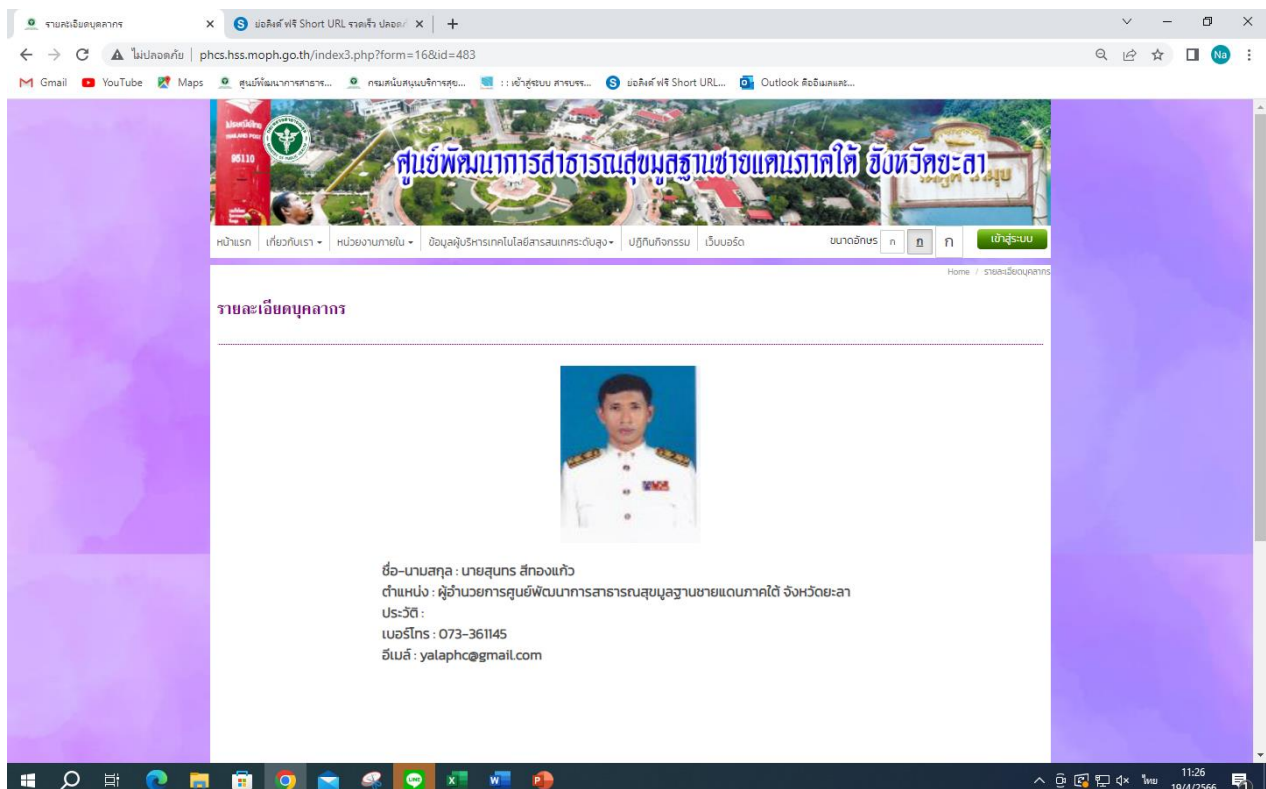 รายละเอียดบุคลากร
ย่อลิงค์ ฟรี Short URL รวดเร็ว ปลอด
ไม่ปลอดภัย
phcs.hss.moph.go.th/index3.php?form=16&id=483
Na
Gmail YouTube Maps ศูนย์พัฒนาการสาธาร... กรมสนับสนุนบริการสุข... : : เข้าสู่ระบบ สารบรร... ย่อลิงค์ ฟรี Short URL... Outlook คืออีเมลและ...
ไปรษณีย์ไทย
THAILAND POST
95110
ศูนย์พัฒนาการสาธารณสุขมูลฐานชายแดนภาคใต้ จังหวัดยะลา
หน้าแรก เกี่ยวกับเรา หน่วยงานภายใน ข้อมูลผู้บริหารเทคโนโลยีสารสนเทศระดับสูง ปฏิทินกิจกรรม เว็บบอร์ด ขนาดอักษร ก ก ก เข้าสู่ระบบ
Home / รายละเอียดบุคลากร
รายละเอียดบุคลากร
ชื่อ-นามสกุล : นายสุนทร สีทองแก้ว
ตำแหน่ง : ผู้อำนวยการศูนย์พัฒนาการสาธารณสุขมูลฐานชายแดนภาคใต้ จังหวัดยะลา
ประวัติ :
เบอร์โทร : 073-361145
อีเมล์ : yalaphc@gmail.com
ไทย
11:26
19/4/2566